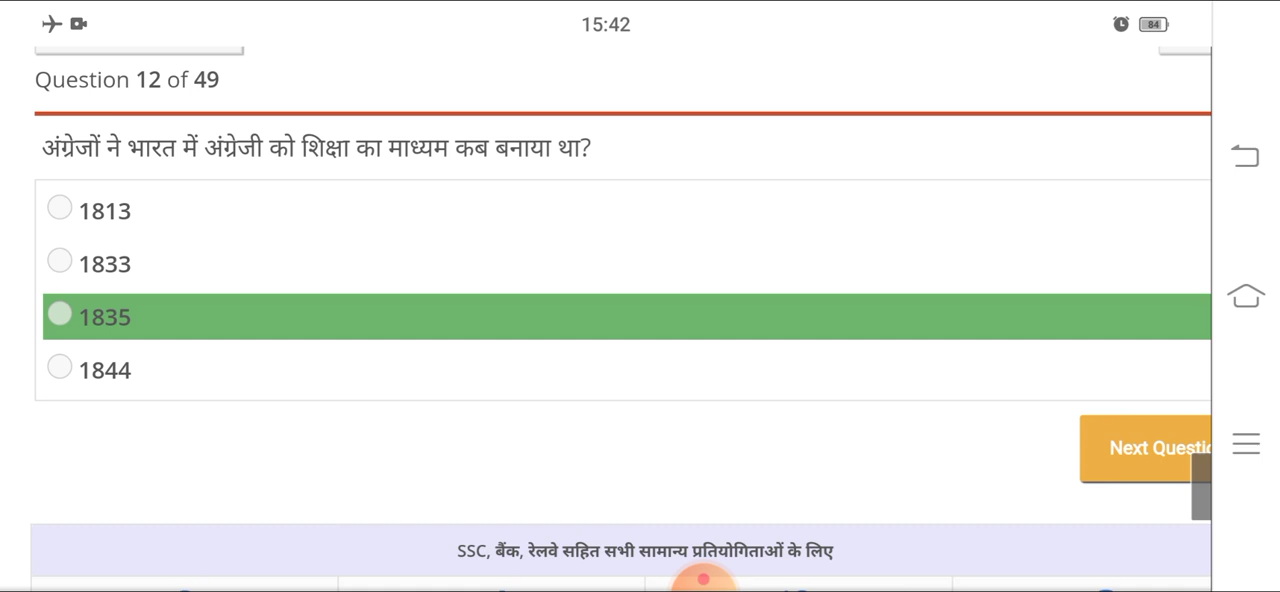 15:42
84
Question 12 of 49
अंग्रेजों ने भारत में अंग्रेजी को शिक्षा का माध्यम कब बनाया था?
1813
1833
1835
1844
Next
SSC, बैंक, रेलवे सहित सभी सामान्य प्रतियोगिताओं के लिए